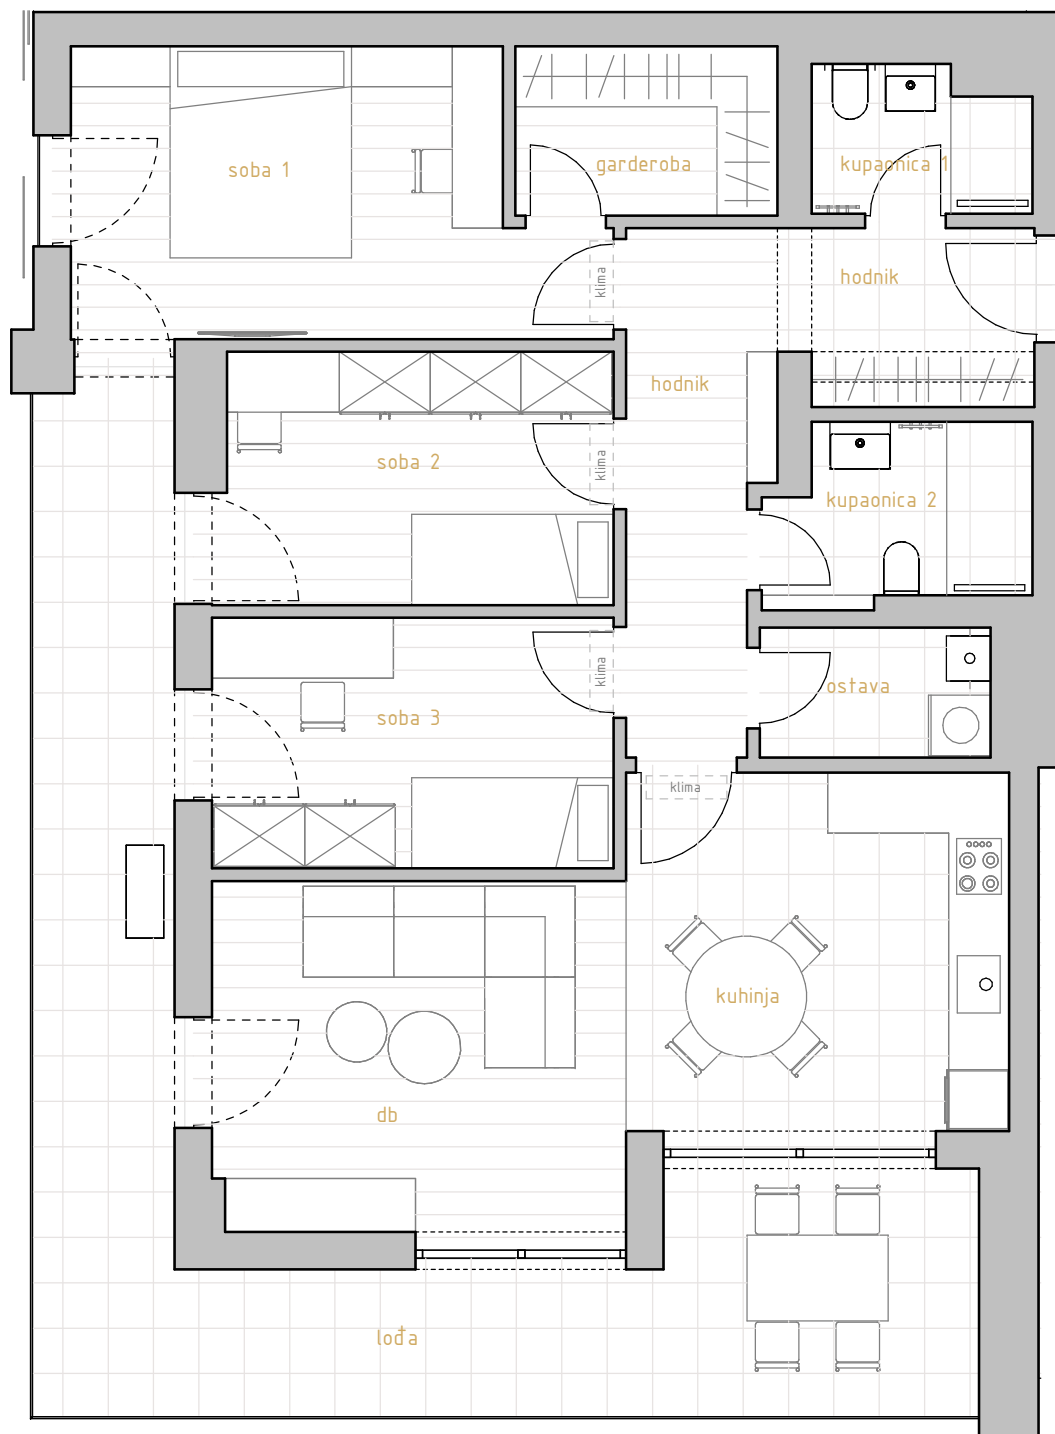 soba 1
garderoba
kupaonica 1
klima
hodnik
hodnik
soba 2
klima
kupaonica 2
klima
ostava
soba 3
klima
kuhinja
db
lođa